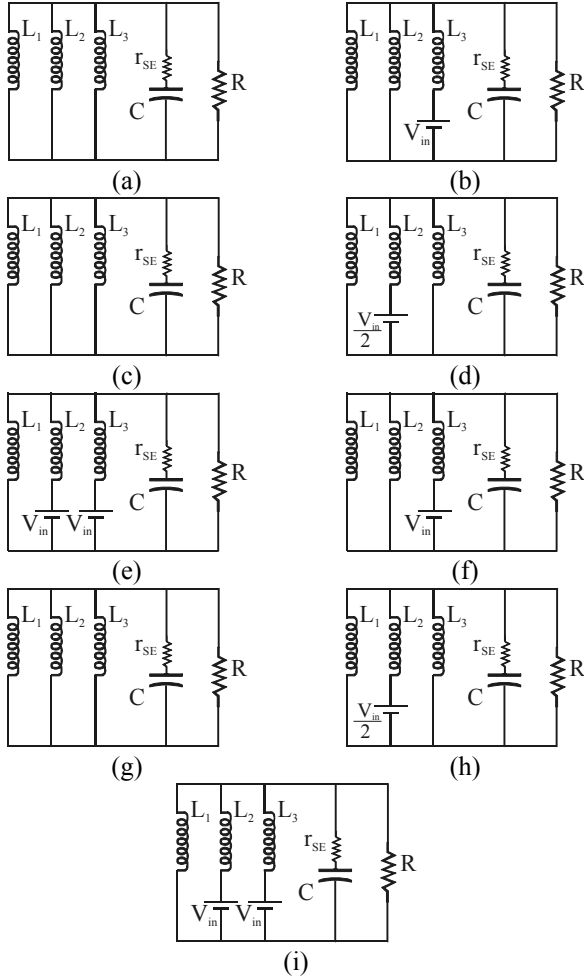 L1 L2 L3 rSE C R
(a)
L1 L2 L3 rSE C R Vin
(b)
L1 L2 L3 rSE C R
(c)
L1 L2 L3 rSE C R Vin/2
(d)
L1 L2 L3 rSE C R Vin Vin
(e)
L1 L2 L3 rSE C R Vin
(f)
L1 L2 L3 rSE C R
(g)
L1 L2 L3 rSE C R Vin/2
(h)
L1 L2 L3 rSE C R Vin Vin
(i)